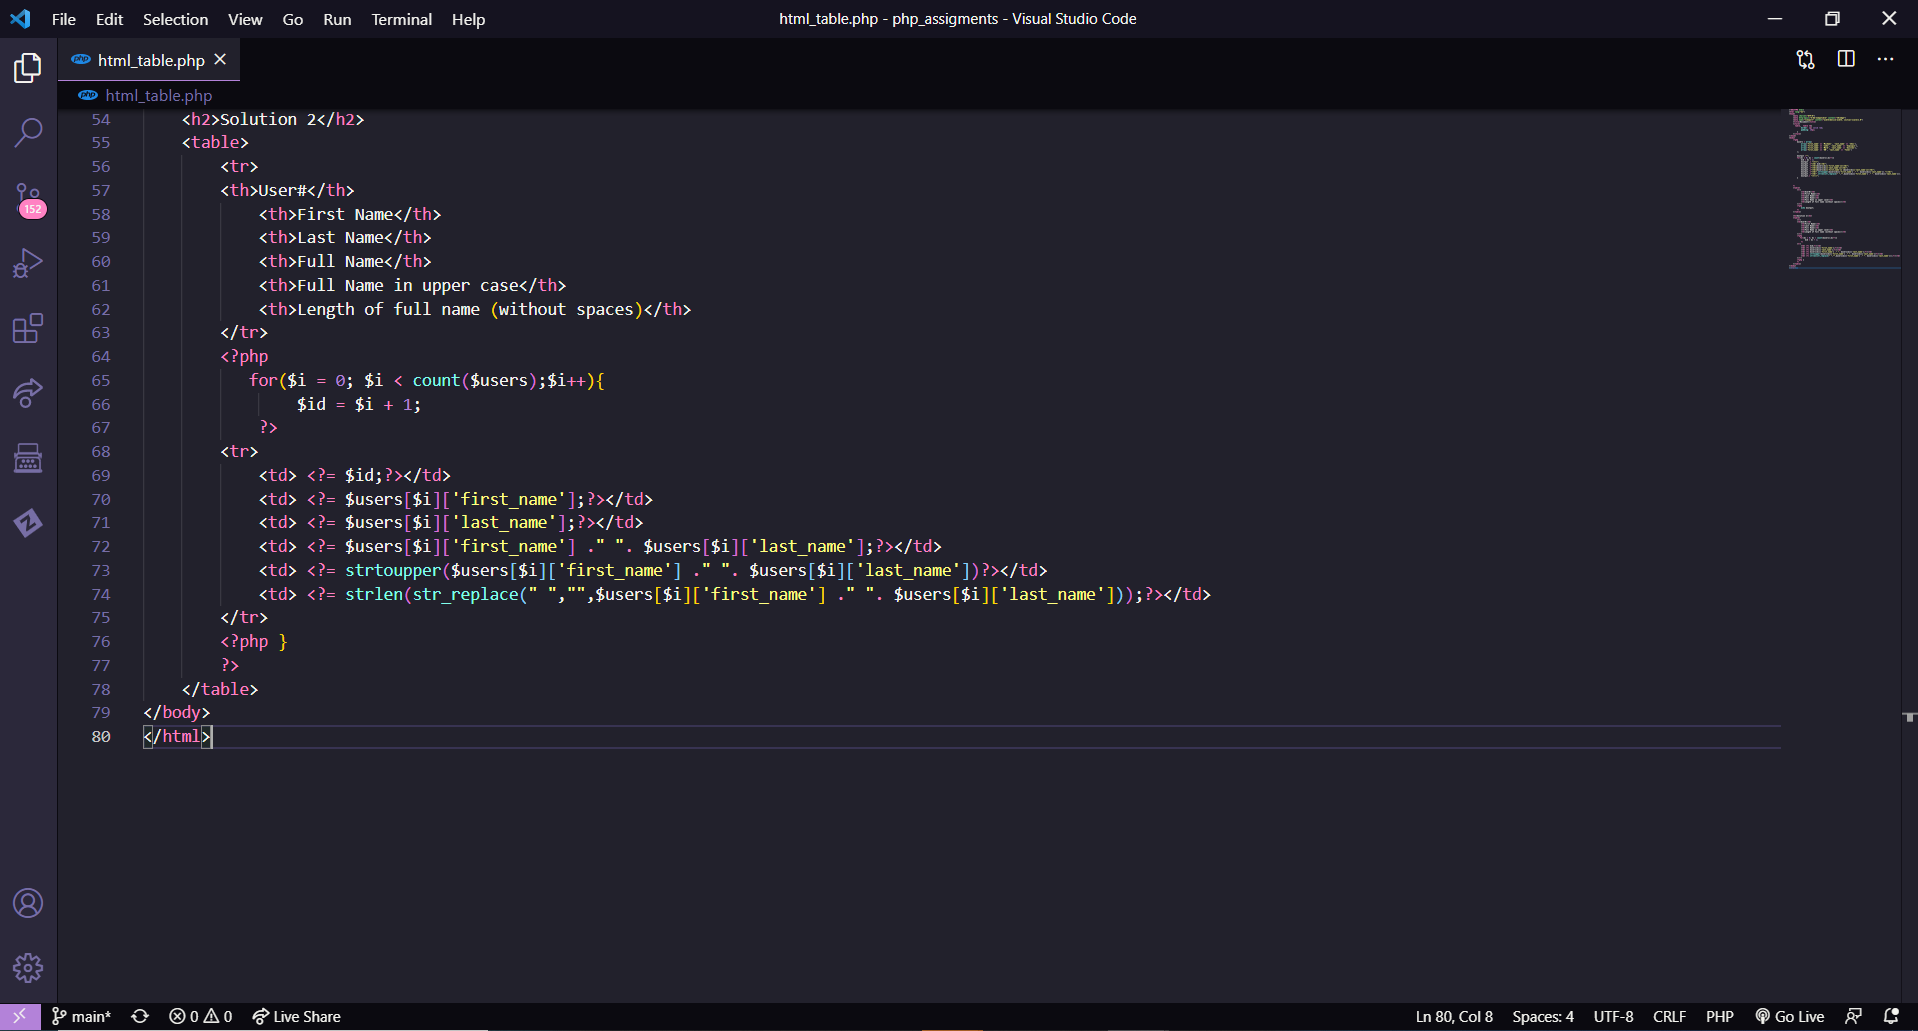 File Edit Selection View Go Run Terminal Help html_table.php - php_assigments - Visual Studio Code
php html_table.php
php html_table.php
54 <h2>Solution 2</h2>
55 <table>
56 <tr>
57 <th>User#</th>
58 <th>First Name</th>
59 <th>Last Name</th>
60 <th>Full Name</th>
61 <th>Full Name in upper case</th>
62 <th>Length of full name (without spaces)</th>
63 </tr>
64 <?php
65 for($i = 0; $i < count($users);$i++){
66 $id = $i + 1;
67 ?>
68 <tr>
69 <td> <?= $id;?></td>
70 <td> <?= $users[$i]['first_name'];?></td>
71 <td> <?= $users[$i]['last_name'];?></td>
72 <td> <?= $users[$i]['first_name'] ." ". $users[$i]['last_name'];?></td>
73 <td> <?= strtoupper($users[$i]['first_name'] ." ". $users[$i]['last_name'])?></td>
74 <td> <?= strlen(str_replace(" ","",$users[$i]['first_name'] ." ". $users[$i]['last_name']));?></td>
75 </tr>
76 <?php }
77 ?>
78 </table>
79 </body>
80 </html>
152
main* 0 0 Live Share Ln 80, Col 8 Spaces: 4 UTF-8 CRLF PHP Go Live